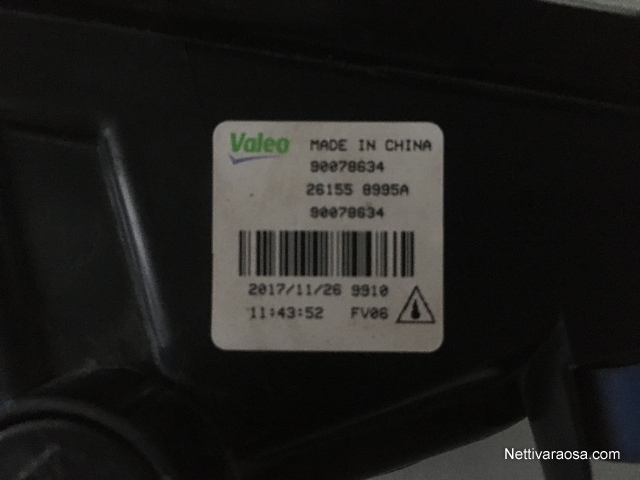 Valeo MADE IN CHINA
90078634
26155 8995A
90078634
2017/11/26 9910
11:43:52 FV06
Nettivaraosa.com